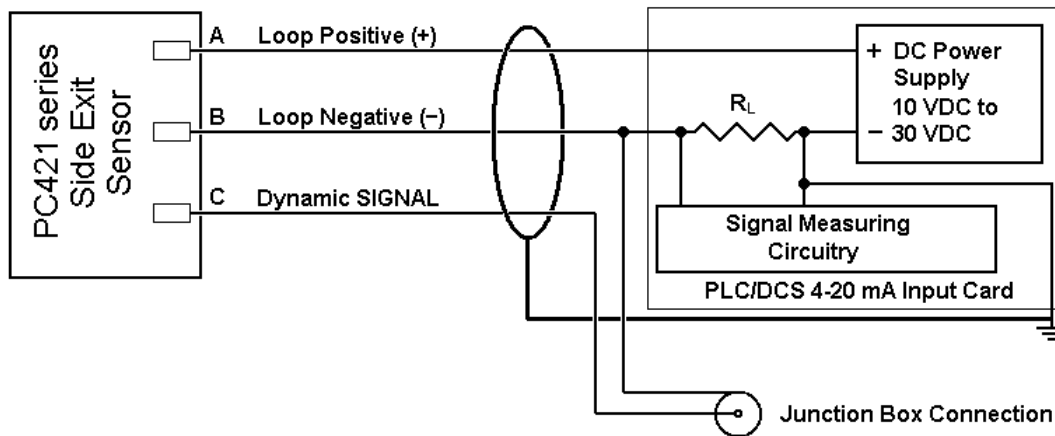 PC421 series
Side Exit
Sensor
A Loop Positive (+)
B Loop Negative (−)
C Dynamic SIGNAL
RL
+ DC Power
Supply
10 VDC to
− 30 VDC
Signal Measuring
Circuitry
PLC/DCS 4-20 mA Input Card
Junction Box Connection